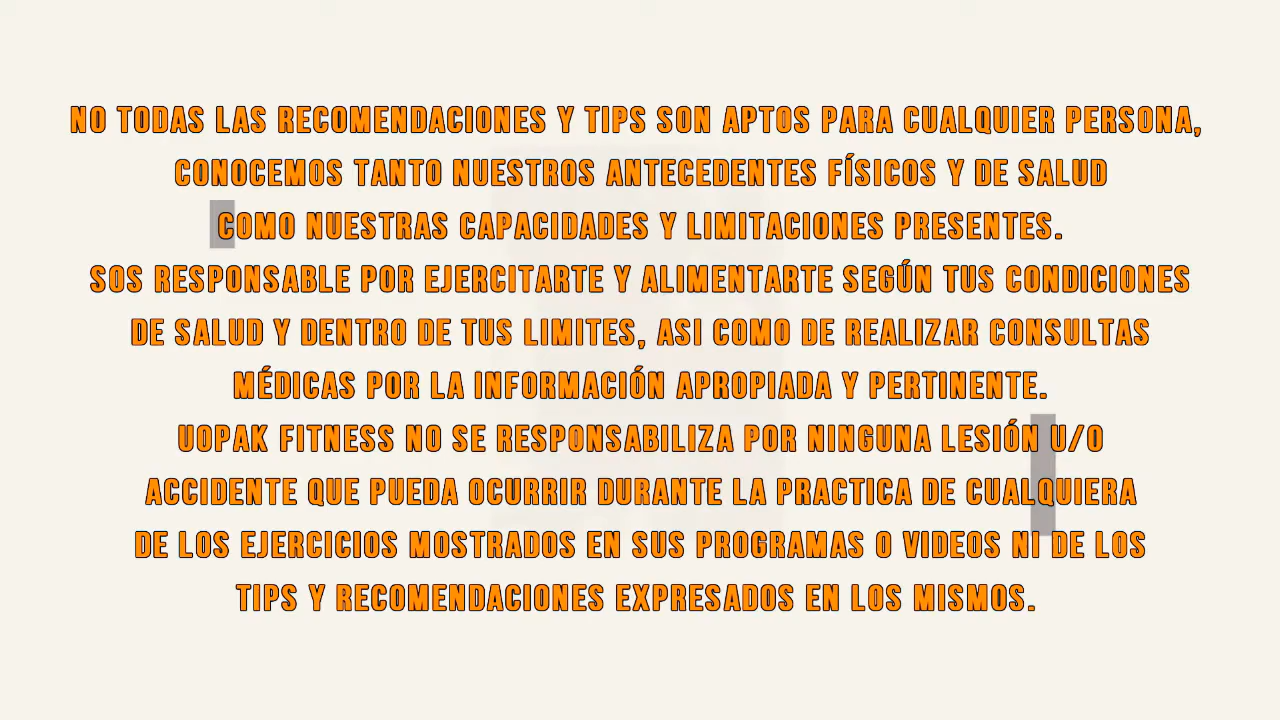 NO TODAS LAS RECOMENDACIONES Y TIPS SON APTOS PARA CUALQUIER PERSONA,
CONOCEMOS TANTO NUESTROS ANTECEDENTES FÍSICOS Y DE SALUD
COMO NUESTRAS CAPACIDADES Y LIMITACIONES PRESENTES.
SOS RESPONSABLE POR EJERCITARTE Y ALIMENTARTE SEGÚN TUS CONDICIONES
DE SALUD Y DENTRO DE TUS LIMITES, ASI COMO DE REALIZAR CONSULTAS
MÉDICAS POR LA INFORMACIÓN APROPIADA Y PERTINENTE.
UOPAK FITNESS NO SE RESPONSABILIZA POR NINGUNA LESIÓN U/O
ACCIDENTE QUE PUEDA OCURRIR DURANTE LA PRACTICA DE CUALQUIERA
DE LOS EJERCICIOS MOSTRADOS EN SUS PROGRAMAS O VIDEOS NI DE LOS
TIPS Y RECOMENDACIONES EXPRESADOS EN LOS MISMOS.